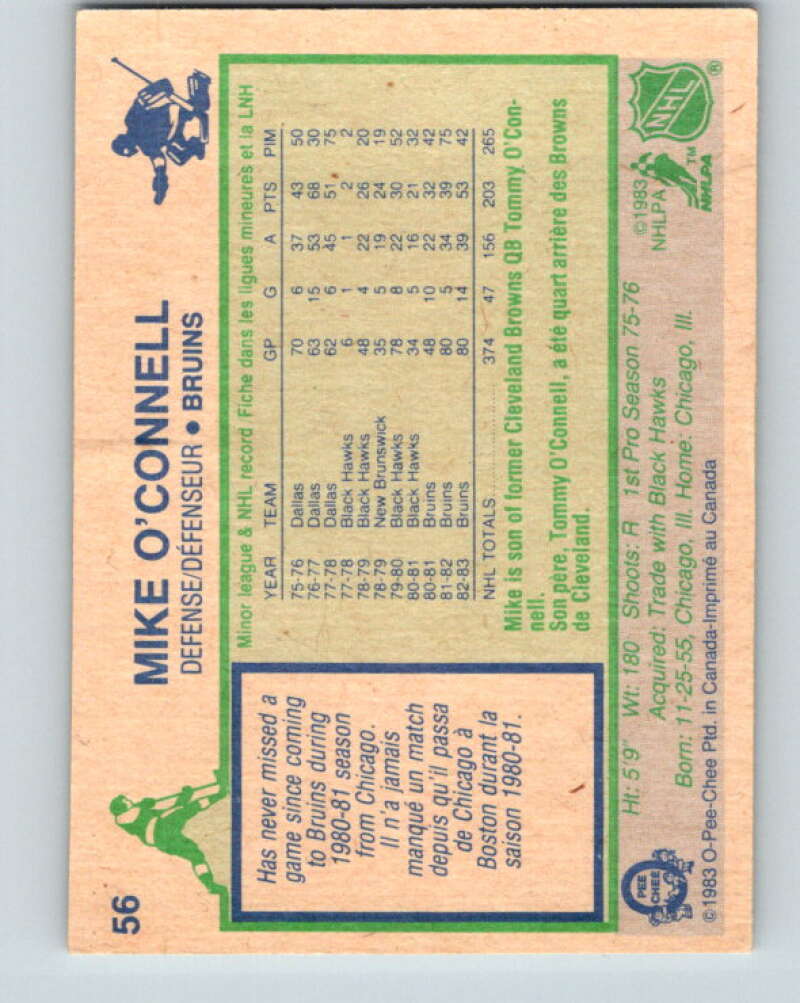 56
MIKE O'CONNELL
DEFENSE/DÉFENSEUR • BRUINS
Has never missed a
game since coming
to Bruins during
1980-81 season
from Chicago.
Il n'a jamais
manqué un match
depuis qu'il passa
de Chicago à
Boston durant la
saison 1980-81.
Minor league & NHL record Fiche dans les ligues mineures et la LNH
YEAR TEAM GP G A PTS PIM
75-76 Dallas 70 6 37 43 50
76-77 Dallas 63 15 53 68 30
77-78 Dallas 62 6 45 51 75
77-78 Black Hawks 6 1 1 2 2
78-79 Black Hawks 48 4 22 26 20
78-79 New Brunswick 35 5 19 24 19
79-80 Black Hawks 78 8 22 30 52
80-81 Black Hawks 34 5 16 21 32
80-81 Bruins 48 10 22 32 42
81-82 Bruins 80 5 34 39 75
82-83 Bruins 80 14 39 53 42
NHL TOTALS 374 47 156 203 265
Mike is son of former Cleveland Browns QB Tommy O'Con-
nell.
Son père, Tommy O'Connell, a été quart arrière des Browns
de Cleveland.
Ht: 5'9" Wt: 180 Shoots: R 1st Pro Season 75-76
Acquired: Trade with Black Hawks
Born: 11-25-55, Chicago, Ill. Home: Chicago, Ill.
©1983 O-Pee-Chee Ptd. in Canada-Imprimé au Canada
O
PEE
CHEE
©1983
NHLPA
NHL ®
NHLPA TM